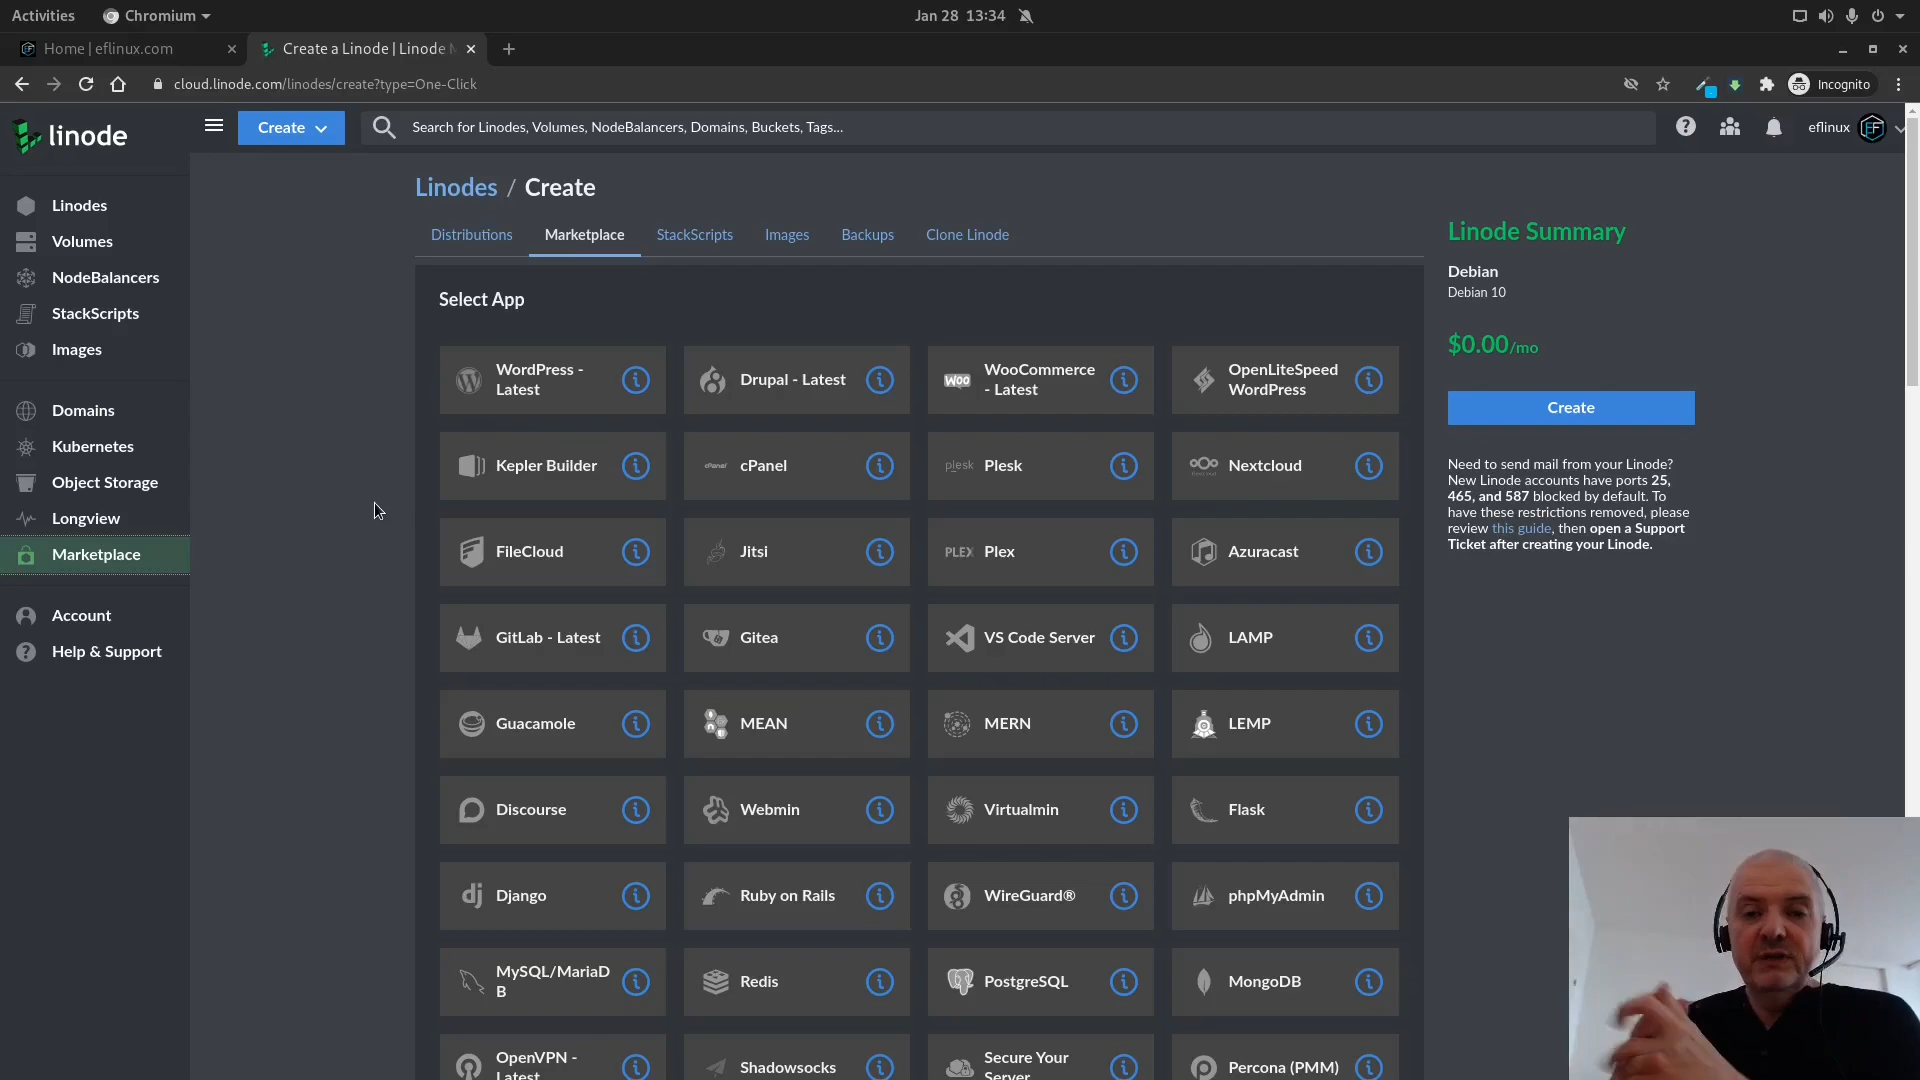 Activities
Chromium
Jan 28 13:34
Home | eflinux.com
Create a Linode | Linode M
cloud.linode.com/linodes/create?type=One-Click
Incognito
linode
Create
Search for Linodes, Volumes, NodeBalancers, Domains, Buckets, Tags...
eflinux
Linodes
Volumes
NodeBalancers
StackScripts
Images
Domains
Kubernetes
Object Storage
Longview
Marketplace
Account
Help & Support
Linodes / Create
Distributions
Marketplace
StackScripts
Images
Backups
Clone Linode
Select App
WordPress -
Latest
Drupal - Latest
WooCommerce
- Latest
OpenLiteSpeed
WordPress
Kepler Builder
cPanel
cPanel
plesk
Plesk
Nextcloud
FileCloud
Jitsi
PLEX
Plex
Azuracast
GitLab - Latest
Gitea
VS Code Server
LAMP
Guacamole
MEAN
MERN
LEMP
Discourse
Webmin
Virtualmin
Flask
dj
Django
Ruby on Rails
WireGuard®
phpMyAdmin
MySQL/MariaD
B
Redis
PostgreSQL
MongoDB
OpenVPN -
Latest
Shadowsocks
Secure Your
Server
Percona (PMM)
Linode Summary
Debian
Debian 10
$0.00/mo
Create
Need to send mail from your Linode?
New Linode accounts have ports 25,
465, and 587 blocked by default. To
have these restrictions removed, please
review this guide, then open a Support
Ticket after creating your Linode.